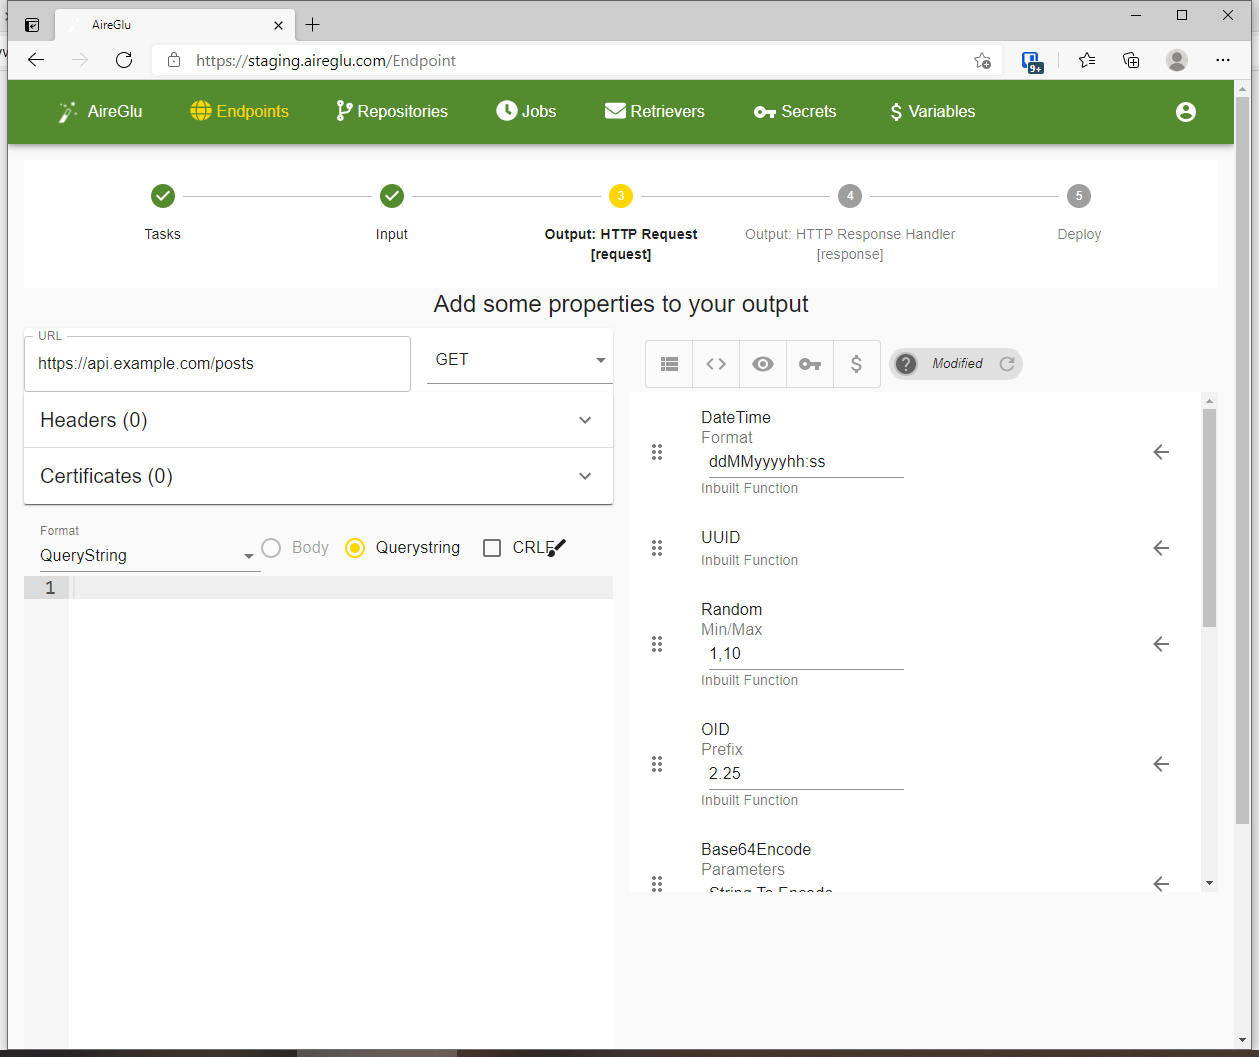 AireGlu
https://staging.aireglu.com/Endpoint
9+
AireGlu
Endpoints
Repositories
Jobs
Retrievers
Secrets
$ Variables
Tasks
Input
3
Output: HTTP Request
[request]
4
Output: HTTP Response Handler
[response]
5
Deploy
Add some properties to your output
URL
https://api.example.com/posts
GET
Headers (0)
Certificates (0)
Format
QueryString
Body
Querystring
CRLF
1
$
?
Modified
DateTime
Format
ddMMyyyyhh:ss
Inbuilt Function
UUID
Inbuilt Function
Random
Min/Max
1,10
Inbuilt Function
OID
Prefix
2.25
Inbuilt Function
Base64Encode
Parameters
String To Encode